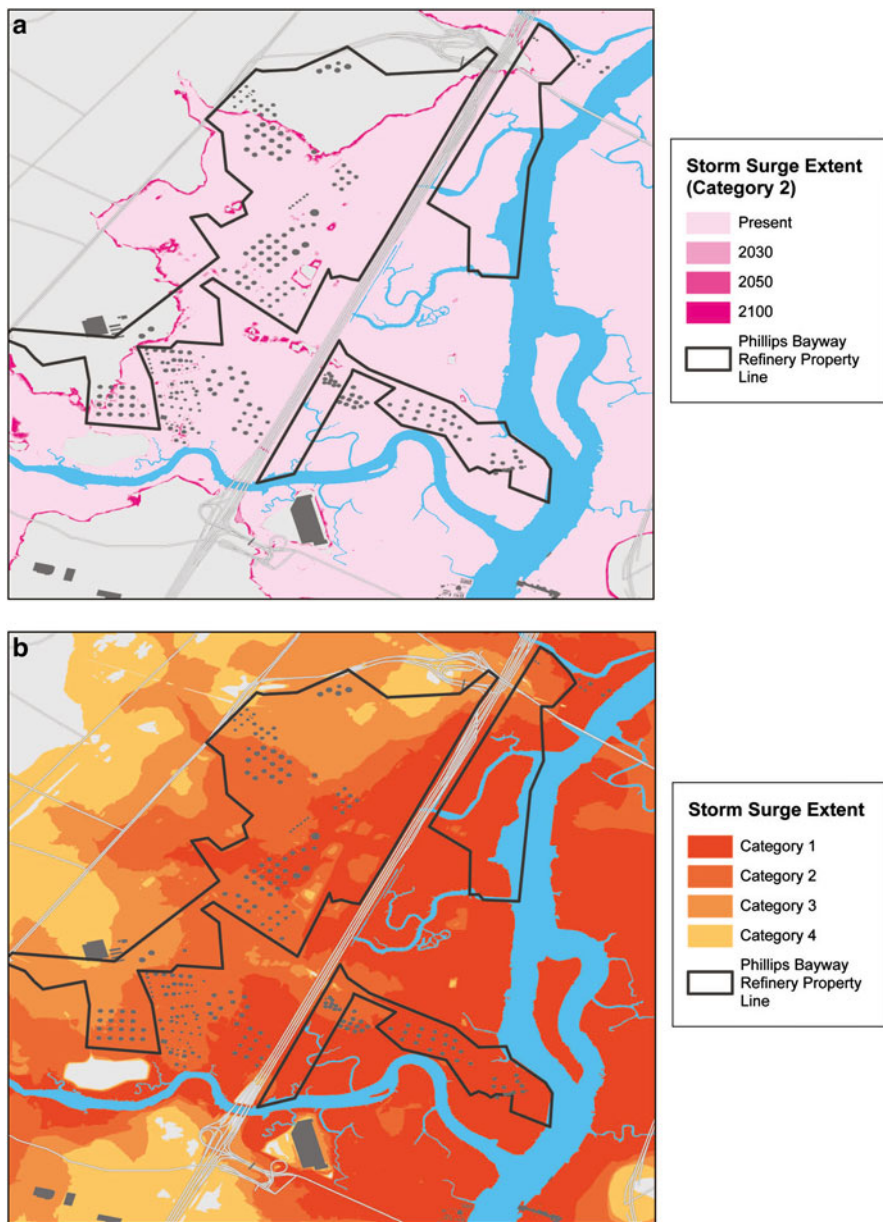 a
Storm Surge Extent
(Category 2)
Present
2030
2050
2100
Phillips Bayway
Refinery Property
Line
b
Storm Surge Extent
Category 1
Category 2
Category 3
Category 4
Phillips Bayway
Refinery Property
Line